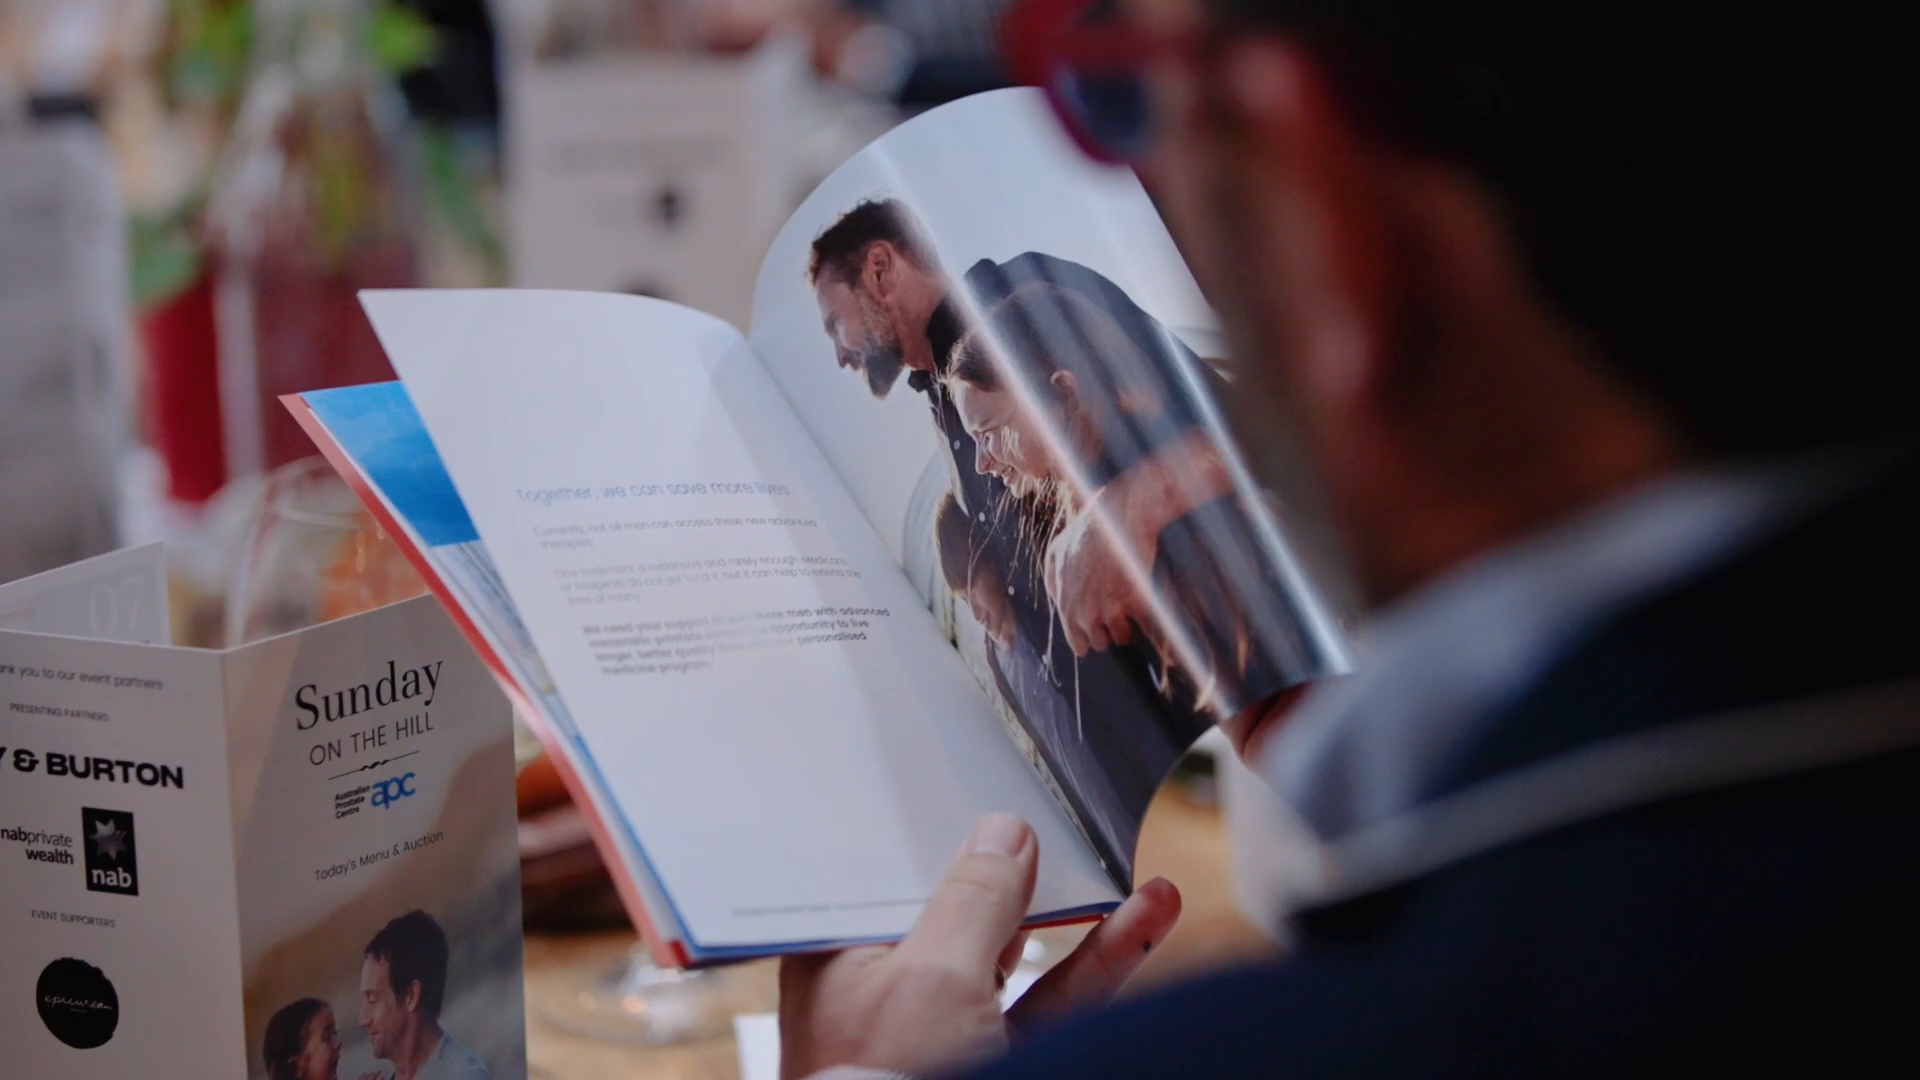 Together, we can save more lives
Currently, not all men can access these new advanced
therapies.
One treatment is expensive and rarely enough. Medicare
or hospitals do not yet fund it, but it can help to extend the
lives of many.
We need your support to give more men with advanced
metastatic prostate cancer the opportunity to live
longer, better quality lives with our personalised
medicine program.
ank you to our event partners
PRESENTING PARTNERS
Y & BURTON
nabprivate
wealth
nab
EVENT SUPPORTERS
epicurean
Sunday
ON THE HILL
Australian
Prostate
Centre
apc
Today's Menu & Auction